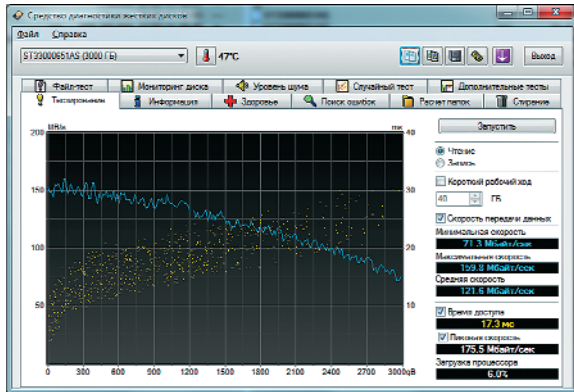 Средство диагностики жестких дисков
Файл Справка
ST33000651AS (3000 ГБ) 47°C Выход
Файл-тест Мониторинг диска Уровень шума Случайный тест Дополнительные тесты
Тестирование Информация Здоровье Поиск ошибок Расчет папок Стирание
200 MB/s ms 40
150 30
100 20
50 10
0 300 600 900 1200 1500 1800 2100 2400 2700 3000gB
Запустить
Чтение
Запись
Короткий рабочий ход
40 ГБ
Скорость передачи данных
Минимальная скорость
71.3 Мбайт/сек
Максимальная скорость
159.8 Мбайт/сек
Средняя скорость
121.6 Мбайт/сек
Время доступа
17.3 мс
Пиковая скорость
175.5 Мбайт/сек
Загрузка процессора
6.0%